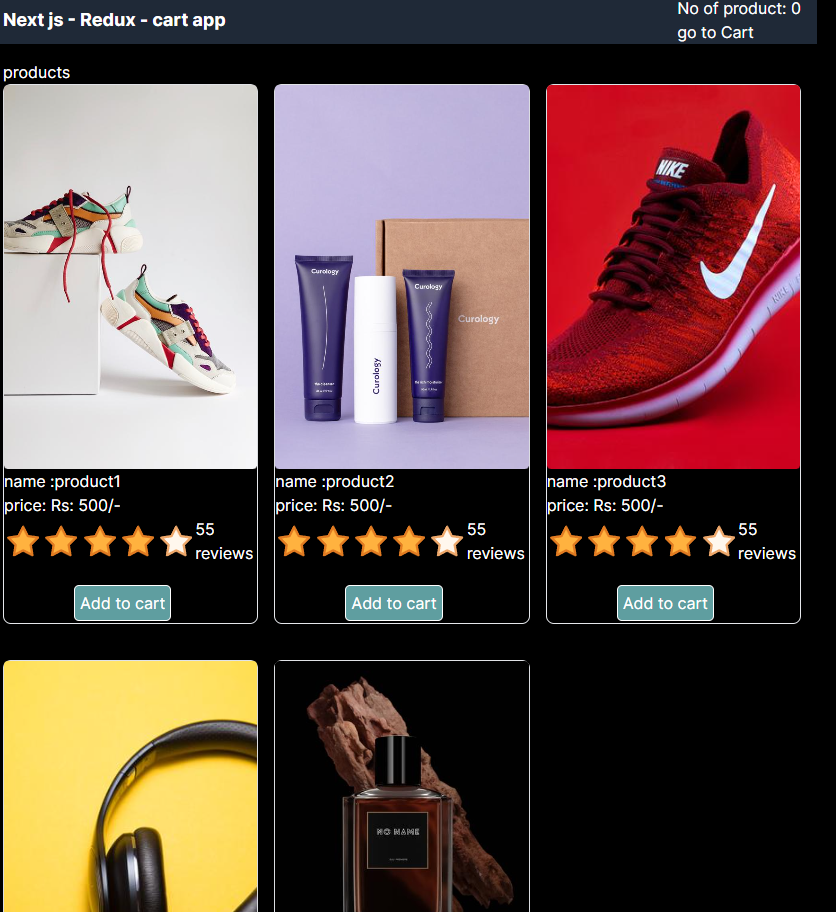 Next js - Redux - cart app
No of product: 0
go to Cart
products
Curology
Curology
Curology
Curology
NIKE
NIKE
name :product1
price: Rs: 500/-
55
reviews
Add to cart
name :product2
price: Rs: 500/-
55
reviews
Add to cart
name :product3
price: Rs: 500/-
55
reviews
Add to cart
NO NAME